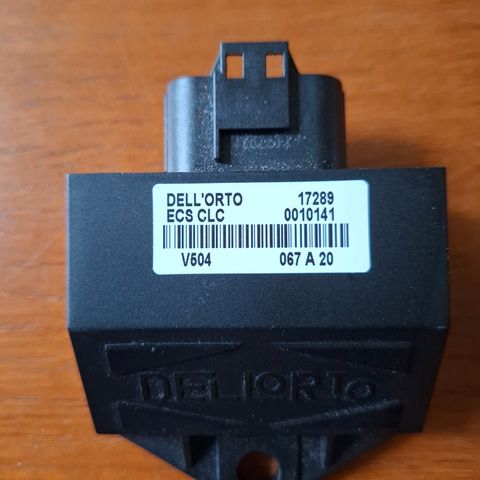 DELL'ORTO 17289
ECS CLC 0010141
V504 067 A 20
DELL'ORTO